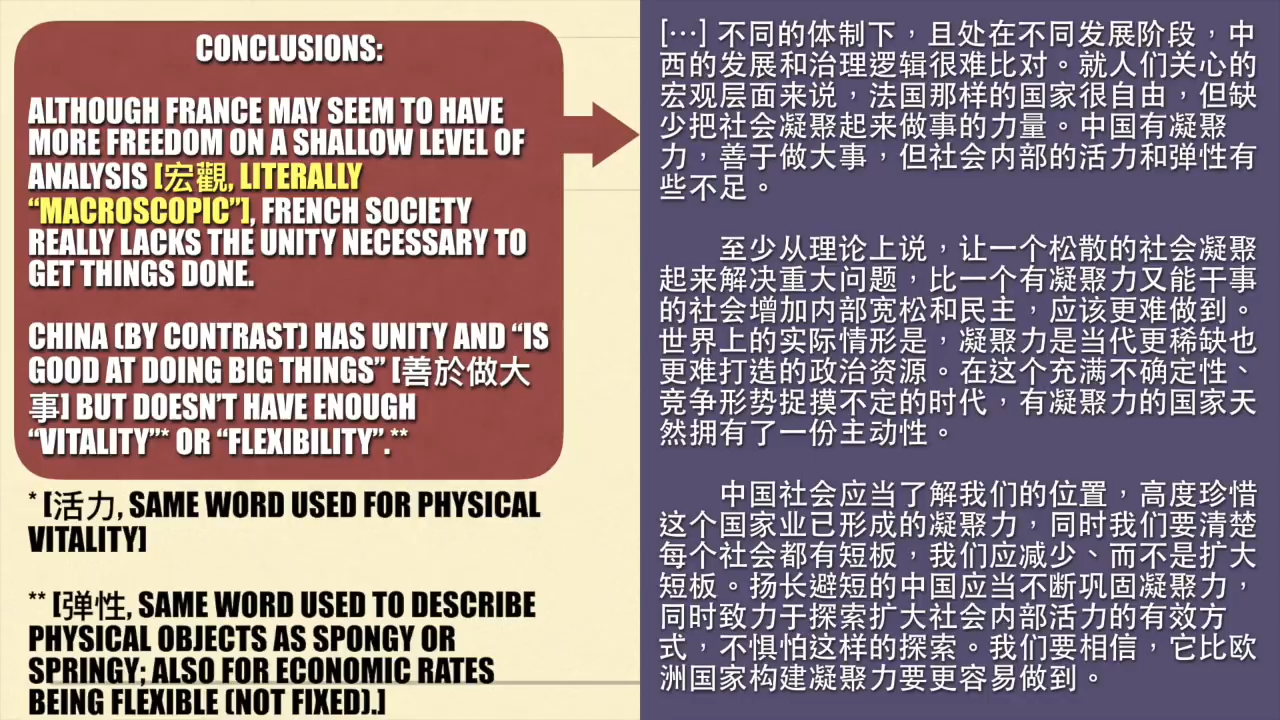 CONCLUSIONS:
ALTHOUGH FRANCE MAY SEEM TO HAVE
MORE FREEDOM ON A SHALLOW LEVEL OF
ANALYSIS [宏觀, LITERALLY
“MACROSCOPIC”], FRENCH SOCIETY
REALLY LACKS THE UNITY NECESSARY TO
GET THINGS DONE.
CHINA (BY CONTRAST) HAS UNITY AND “IS
GOOD AT DOING BIG THINGS” [善於做大
事] BUT DOESN’T HAVE ENOUGH
“VITALITY”* OR “FLEXIBILITY”.**
* [活力, SAME WORD USED FOR PHYSICAL
VITALITY]
** [弹性, SAME WORD USED TO DESCRIBE
PHYSICAL OBJECTS AS SPONGY OR
SPRINGY; ALSO FOR ECONOMIC RATES
BEING FLEXIBLE (NOT FIXED).]
[…] 不同的体制下，且处在不同发展阶段，中
西的发展和治理逻辑很难比对。就人们关心的
宏观层面来说，法国那样的国家很自由，但缺
少把社会凝聚起来做事的力量。中国有凝聚
力，善于做大事，但社会内部的活力和弹性有
些不足。
至少从理论上说，让一个松散的社会凝聚
起来解决重大问题，比一个有凝聚力又能干事
的社会增加内部宽松和民主，应该更难做到。
世界上的实际情形是，凝聚力是当代更稀缺也
更难打造的政治资源。在这个充满不确定性、
竞争形势捉摸不定的时代，有凝聚力的国家天
然拥有了一份主动性。
中国社会应当了解我们的位置，高度珍惜
这个国家业已形成的凝聚力，同时我们要清楚
每个社会都有短板，我们应减少、而不是扩大
短板。扬长避短的中国应当不断巩固凝聚力，
同时致力于探索扩大社会内部活力的有效方
式，不惧怕这样的探索。我们要相信，它比欧
洲国家构建凝聚力要更容易做到。